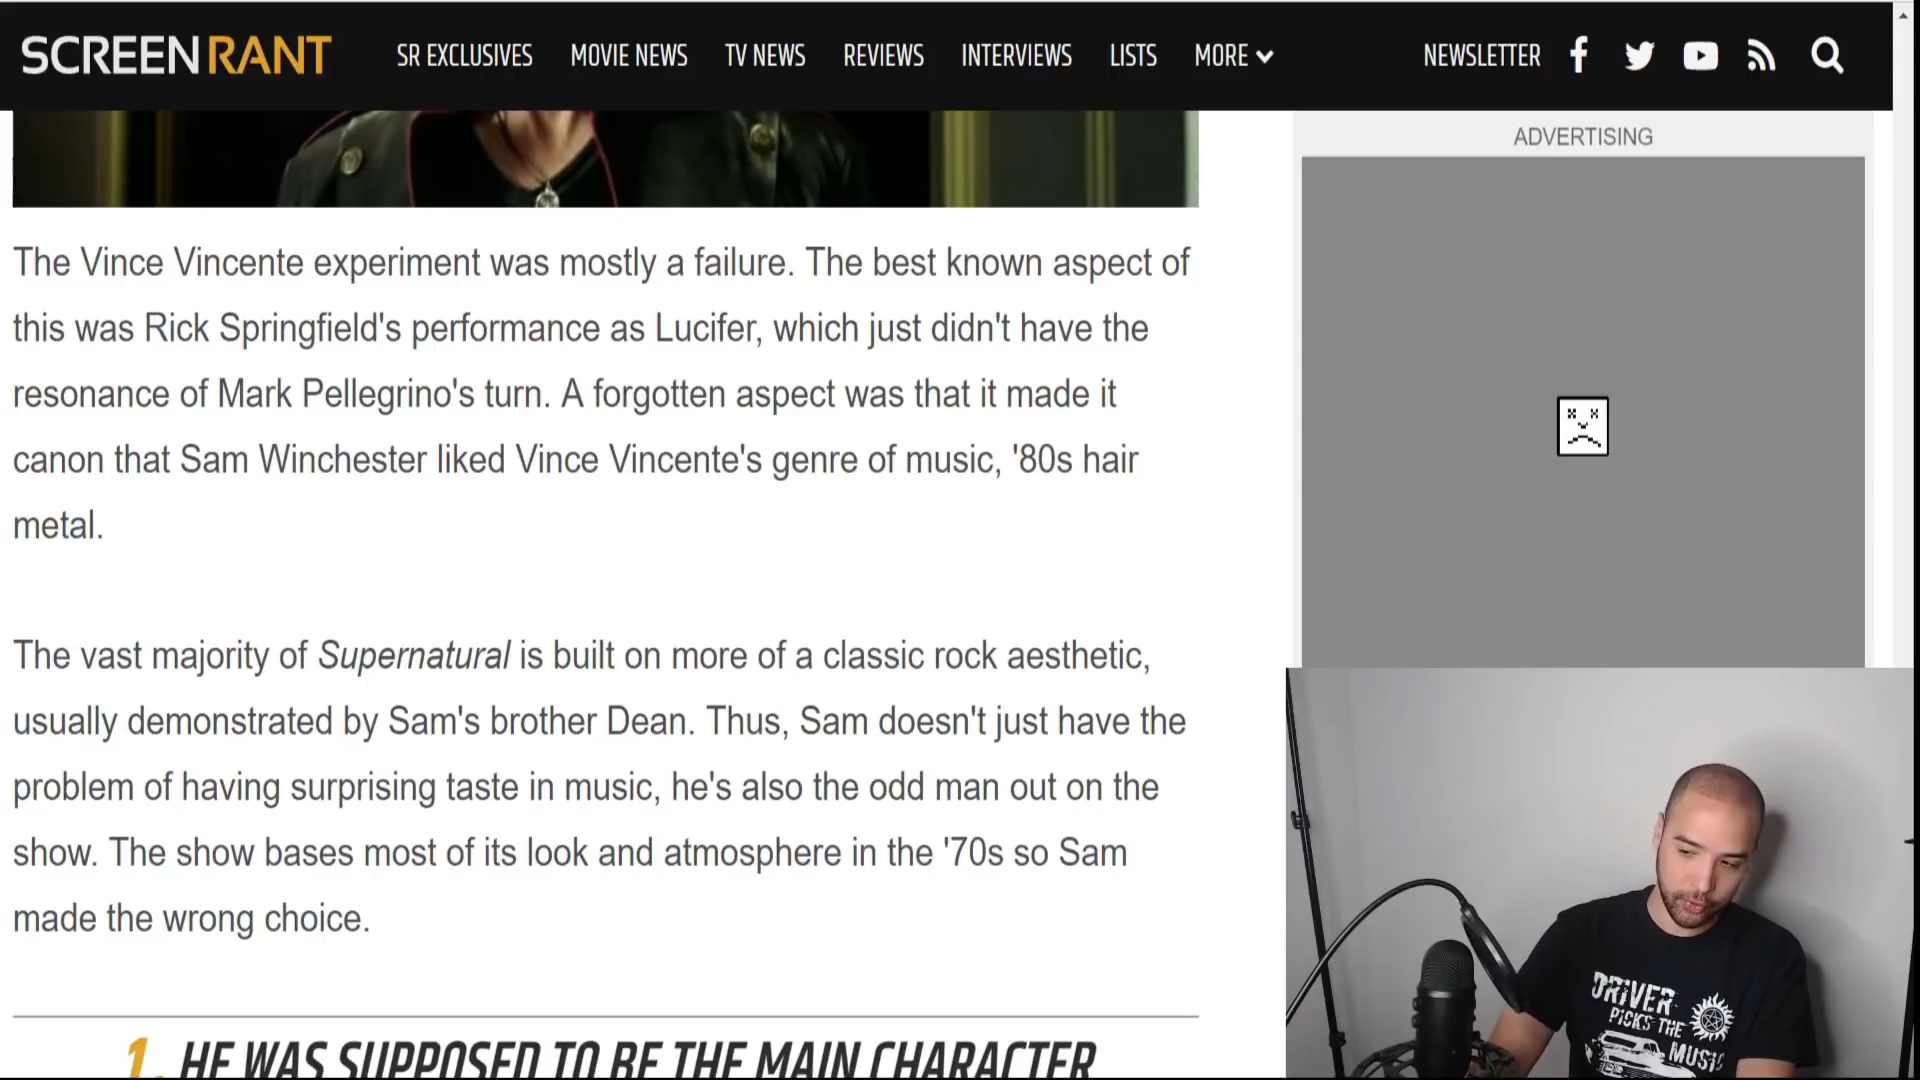 SCREENRANT SR EXCLUSIVES MOVIE NEWS TV NEWS REVIEWS INTERVIEWS LISTS MORE NEWSLETTER
ADVERTISING
The Vince Vincente experiment was mostly a failure. The best known aspect of
this was Rick Springfield's performance as Lucifer, which just didn't have the
resonance of Mark Pellegrino's turn. A forgotten aspect was that it made it
canon that Sam Winchester liked Vince Vincente's genre of music, '80s hair
metal.
The vast majority of Supernatural is built on more of a classic rock aesthetic,
usually demonstrated by Sam's brother Dean. Thus, Sam doesn't just have the
problem of having surprising taste in music, he's also the odd man out on the
show. The show bases most of its look and atmosphere in the '70s so Sam
made the wrong choice.
1. HE WAS SUPPOSED TO BE THE MAIN CHARACTER
DRIVER
PICKS THE
MUSIC